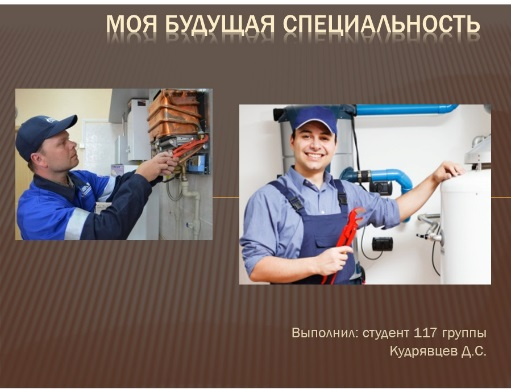 МОЯ БУДУЩАЯ СПЕЦИАЛЬНОСТЬ
Выполнил: студент 117 группы
Кудрявцев Д.С.